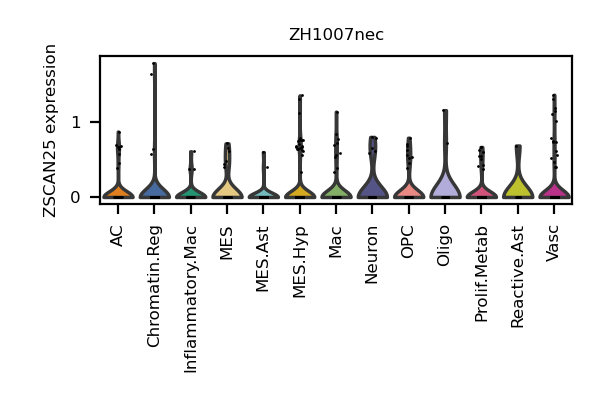 ZH1007nec
ZSCAN25 expression
1
0
AC
Chromatin.Reg
Inflammatory.Mac
MES
MES.Ast
MES.Hyp
Mac
Neuron
OPC
Oligo
Prolif.Metab
Reactive.Ast
Vasc